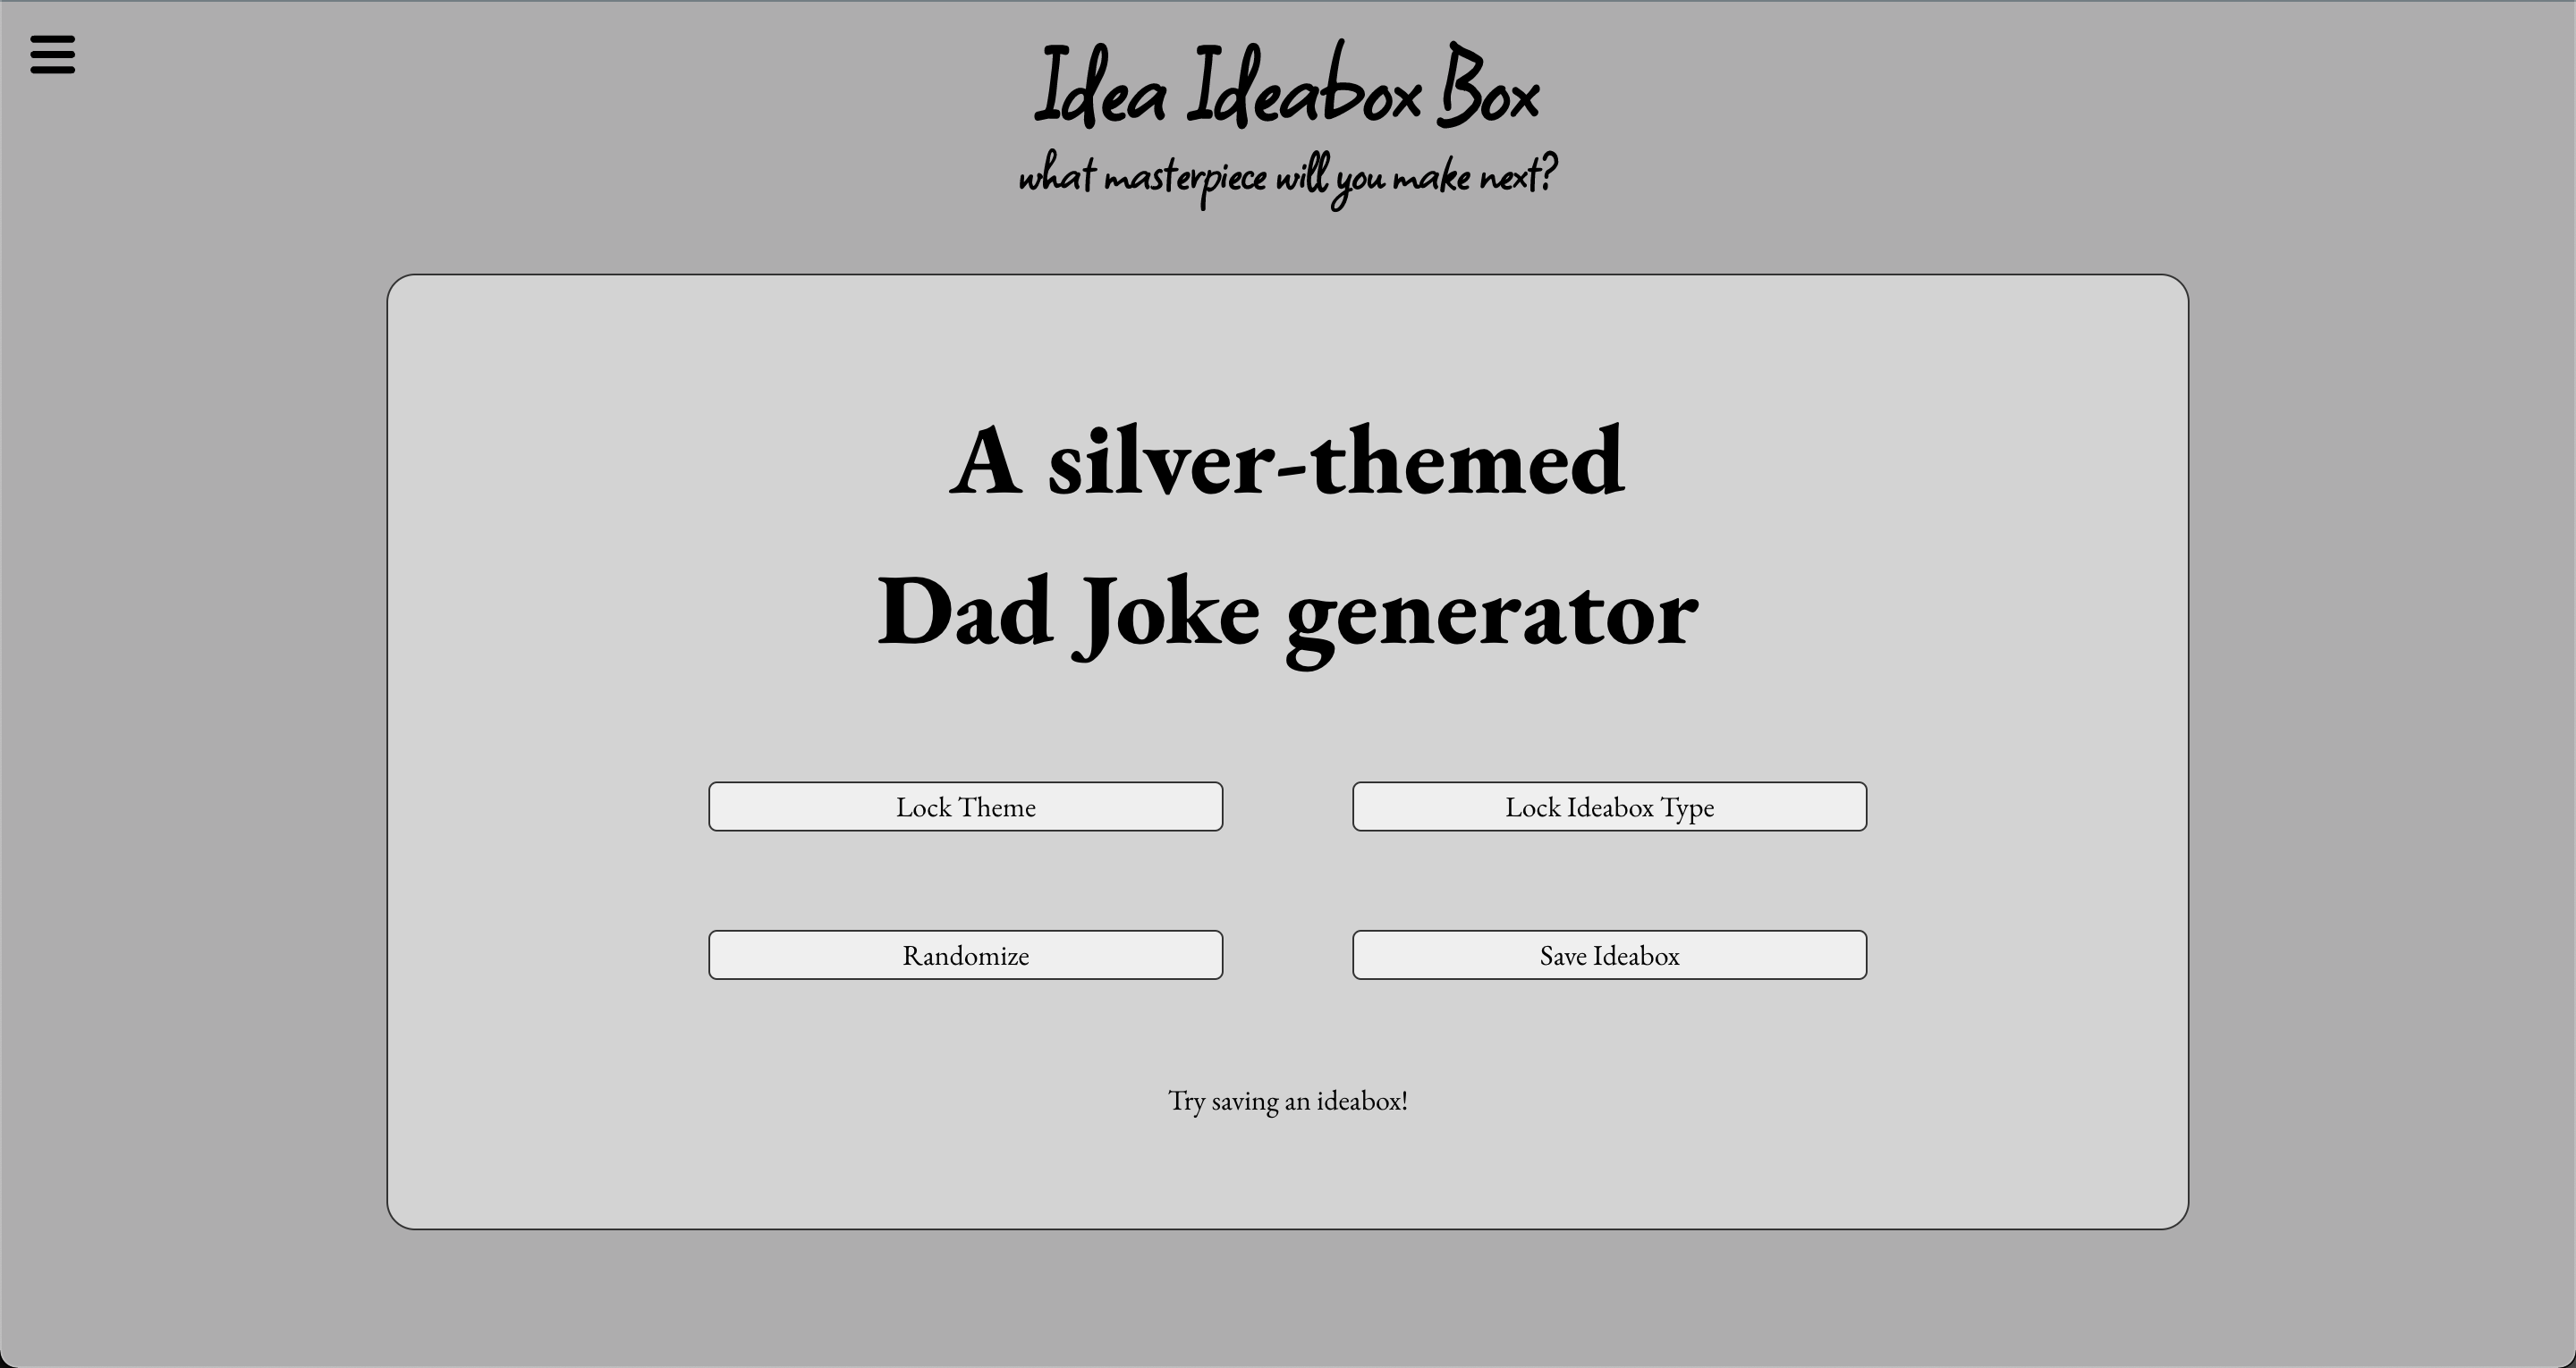 Idea Ideabox Box
what masterpiece will you make next?
A silver-themed
Dad Joke generator
Lock Theme
Lock Ideabox Type
Randomize
Save Ideabox
Try saving an ideabox!